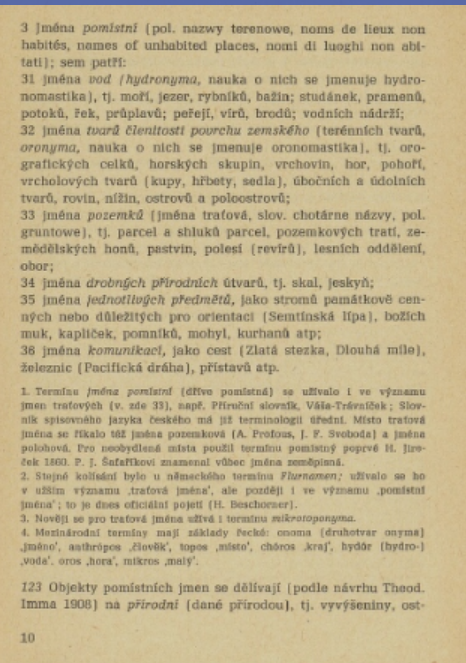 3 Jména pomístní (pol. nazwy terenowe, noms de lieux non
habités, names of unhabited places, nomi di luoghi non abi-
tati); sem patří:
31 jména vod (hydronyma, nauka o nich se jmenuje hydro-
nomastika), tj. moří, jezer, rybníků, bažin; studánek, pramenů,
potoků, řek, průplavů; peřejí, vírů, brodů; vodních nádrží;
32 jména tvarů členitosti povrchu zemského (terénních tvarů,
oronyma, nauka o nich se jmenuje oronomastika), tj. oro-
grafických celků, horských skupin, vrchovin, hor, pohoří,
vrcholových tvarů (kupy, hřbety, sedla), úbočních a údolních
tvarů, rovin, nížin, ostrovů a poloostrovů;
33 jména pozemků (jména traťová, slov. chotárne názvy, pol.
gruntowe), tj. parcel a shluků parcel, pozemkových tratí, ze-
mědělských honů, pastvin, polesí (revírů), lesních oddělení,
obor;
34 jména drobných přírodních útvarů, tj. skal, jeskyň;
35 jména jednotlivých předmětů, jako stromů památkově cen-
ných nebo důležitých pro orientaci (Semtínská lípa), božích
muk, kapliček, pomníků, mohyl, kurhanů atp;
36 jména komunikací, jako cest (Zlatá stezka, Dlouhá míle),
železnic (Pacifická dráha), přístavů atp.
1. Termínu jména pomístní (dříve pomístná) se užívalo i ve významu
jmen traťových (v. zde 33), např. Příruční slovník, Váša-Trávníček; Slov-
ník spisovného jazyka českého má již terminologii úřední. Místo traťová
jména se říkalo též jména pozemková (A. Profous, J. F. Svoboda) a jména
polohová. Pro neobydlená místa použil termínu pomístný poprvé H. Jire-
ček 1860. P. J. Šafaříkovi znamenal vůbec jména zeměpisná.
2. Stejné kolísání bylo u německého termínu Flurnamen; užívalo se ho
v užším významu ‚traťová jména‘, ale později i ve významu ‚pomístní
jména‘; to je dnes oficiální pojetí (H. Beschorner).
3. Nověji se pro traťová jména užívá i termínu mikrotoponyma.
4. Mezinárodní termíny mají základy řecké: onoma (druhotvar onyma)
‚jméno‘, anthrópos ‚člověk‘, topos ‚místo‘, chóros ‚kraj‘, hydór (hydro-)
‚voda‘, oros ‚hora‘, mikros ‚malý‘.
123 Objekty pomístních jmen se dělívají (podle návrhu Theod.
Imma 1908) na přírodní (dané přírodou), tj. vyvýšeniny, ost-
10